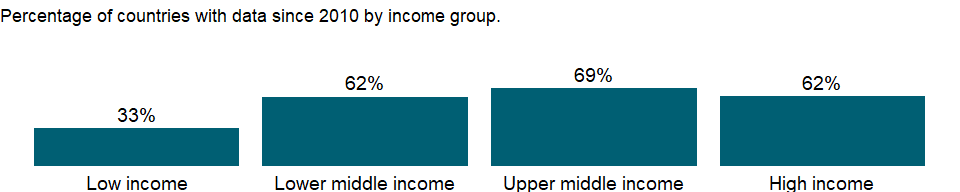 Percentage of countries with data since 2010 by income group.
33%
62%
69%
62%
Low income
Lower middle income
Upper middle income
High income